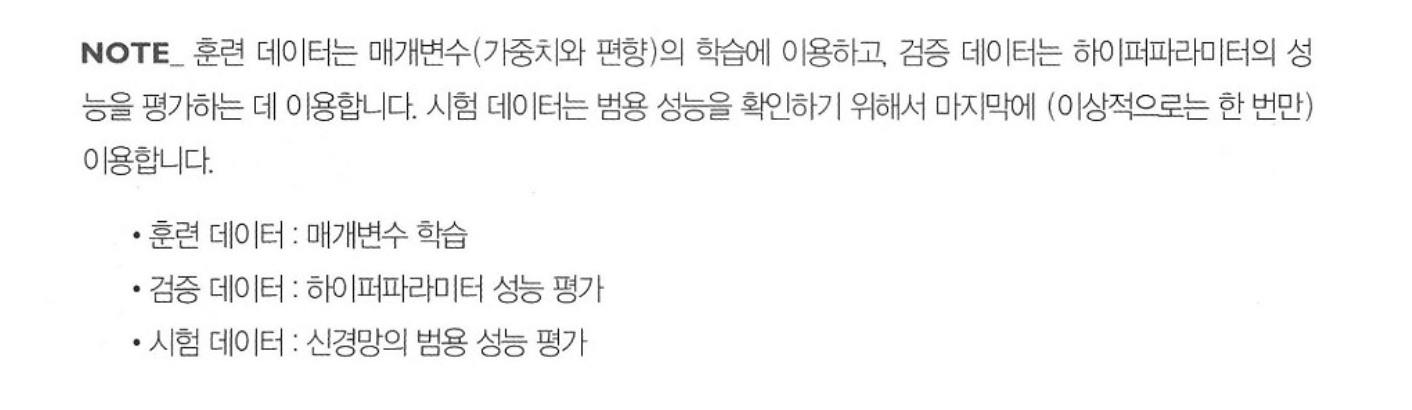 NOTE_ 훈련 데이터는 매개변수(가중치와 편향)의 학습에 이용하고, 검증 데이터는 하이퍼파라미터의 성
능을 평가하는 데 이용합니다. 시험 데이터는 범용 성능을 확인하기 위해서 마지막에 (이상적으로는 한 번만)
이용합니다.
• 훈련 데이터 : 매개변수 학습
• 검증 데이터 : 하이퍼파라미터 성능 평가
• 시험 데이터 : 신경망의 범용 성능 평가